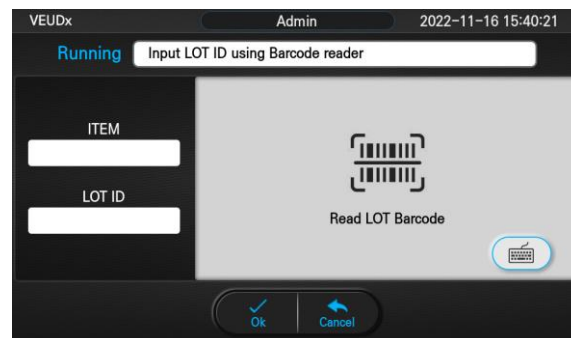 VEUDx Admin 2022-11-16 15:40:21
Running Input LOT ID using Barcode reader
ITEM
LOT ID
Read LOT Barcode
Ok Cancel